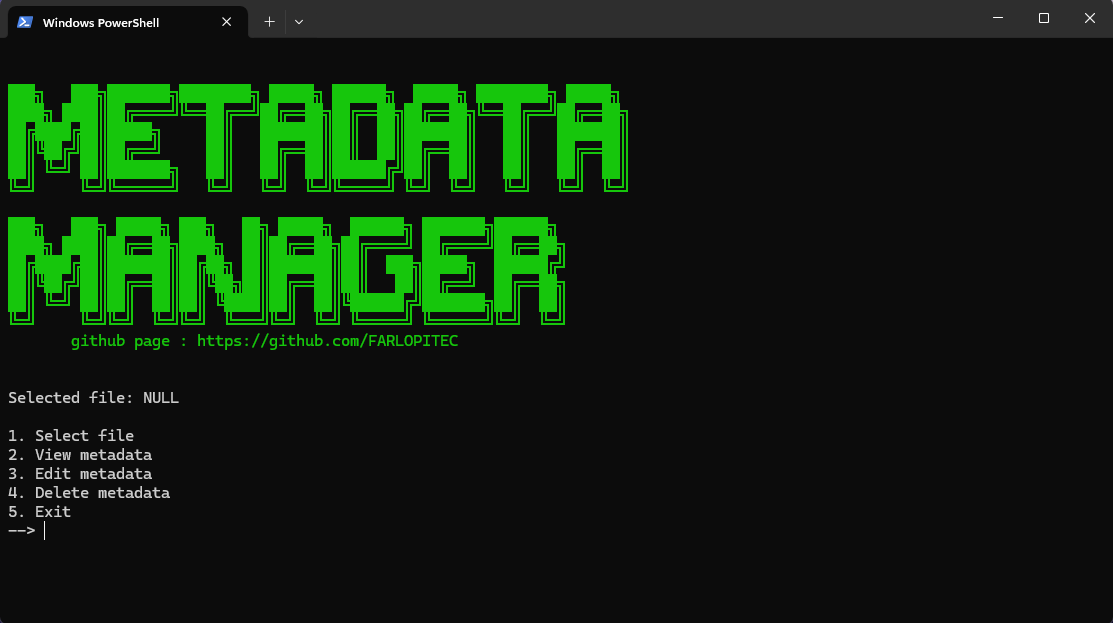 Windows PowerShell
METADATA
MANAGER
github page : https://github.com/FARLOPITEC
Selected file: NULL
1. Select file
2. View metadata
3. Edit metadata
4. Delete metadata
5. Exit
-->